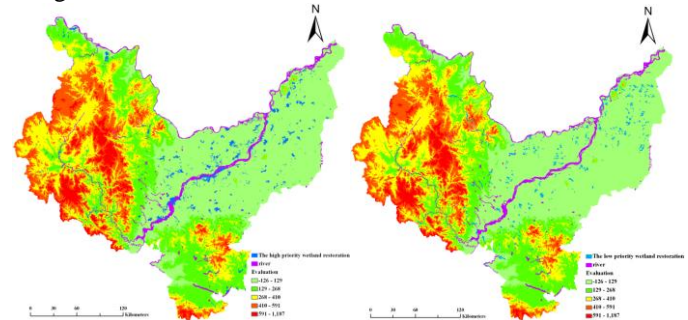 N
The high priority wetland restoration
river
Evaluation
-126 - 129
129 - 268
268 - 410
410 - 591
591 - 1,187
0 30 60 120
Kilometers
N
The low priority wetland restoration
river
Evaluation
-126 - 129
129 - 268
268 - 410
410 - 591
591 - 1,187
0 30 60 120
Kilometers